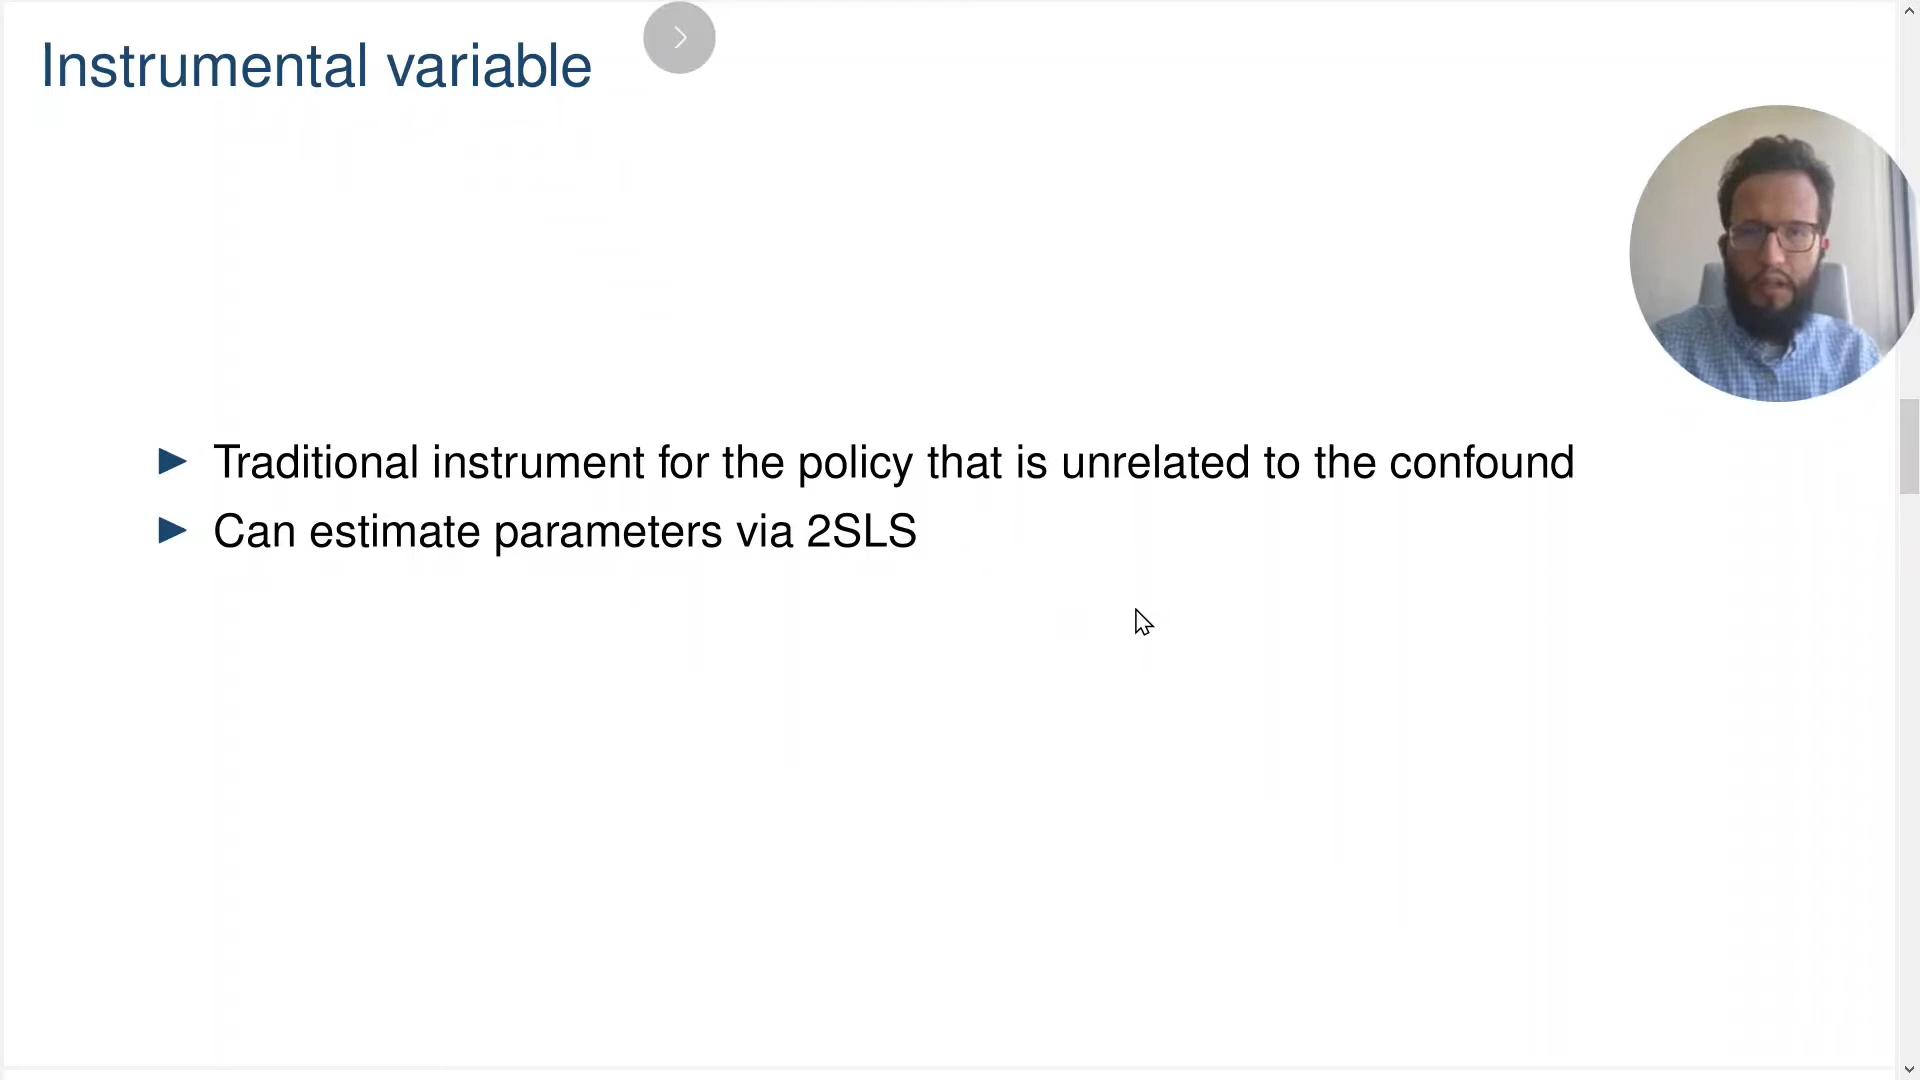 Instrumental variable
Traditional instrument for the policy that is unrelated to the confound
Can estimate parameters via 2SLS